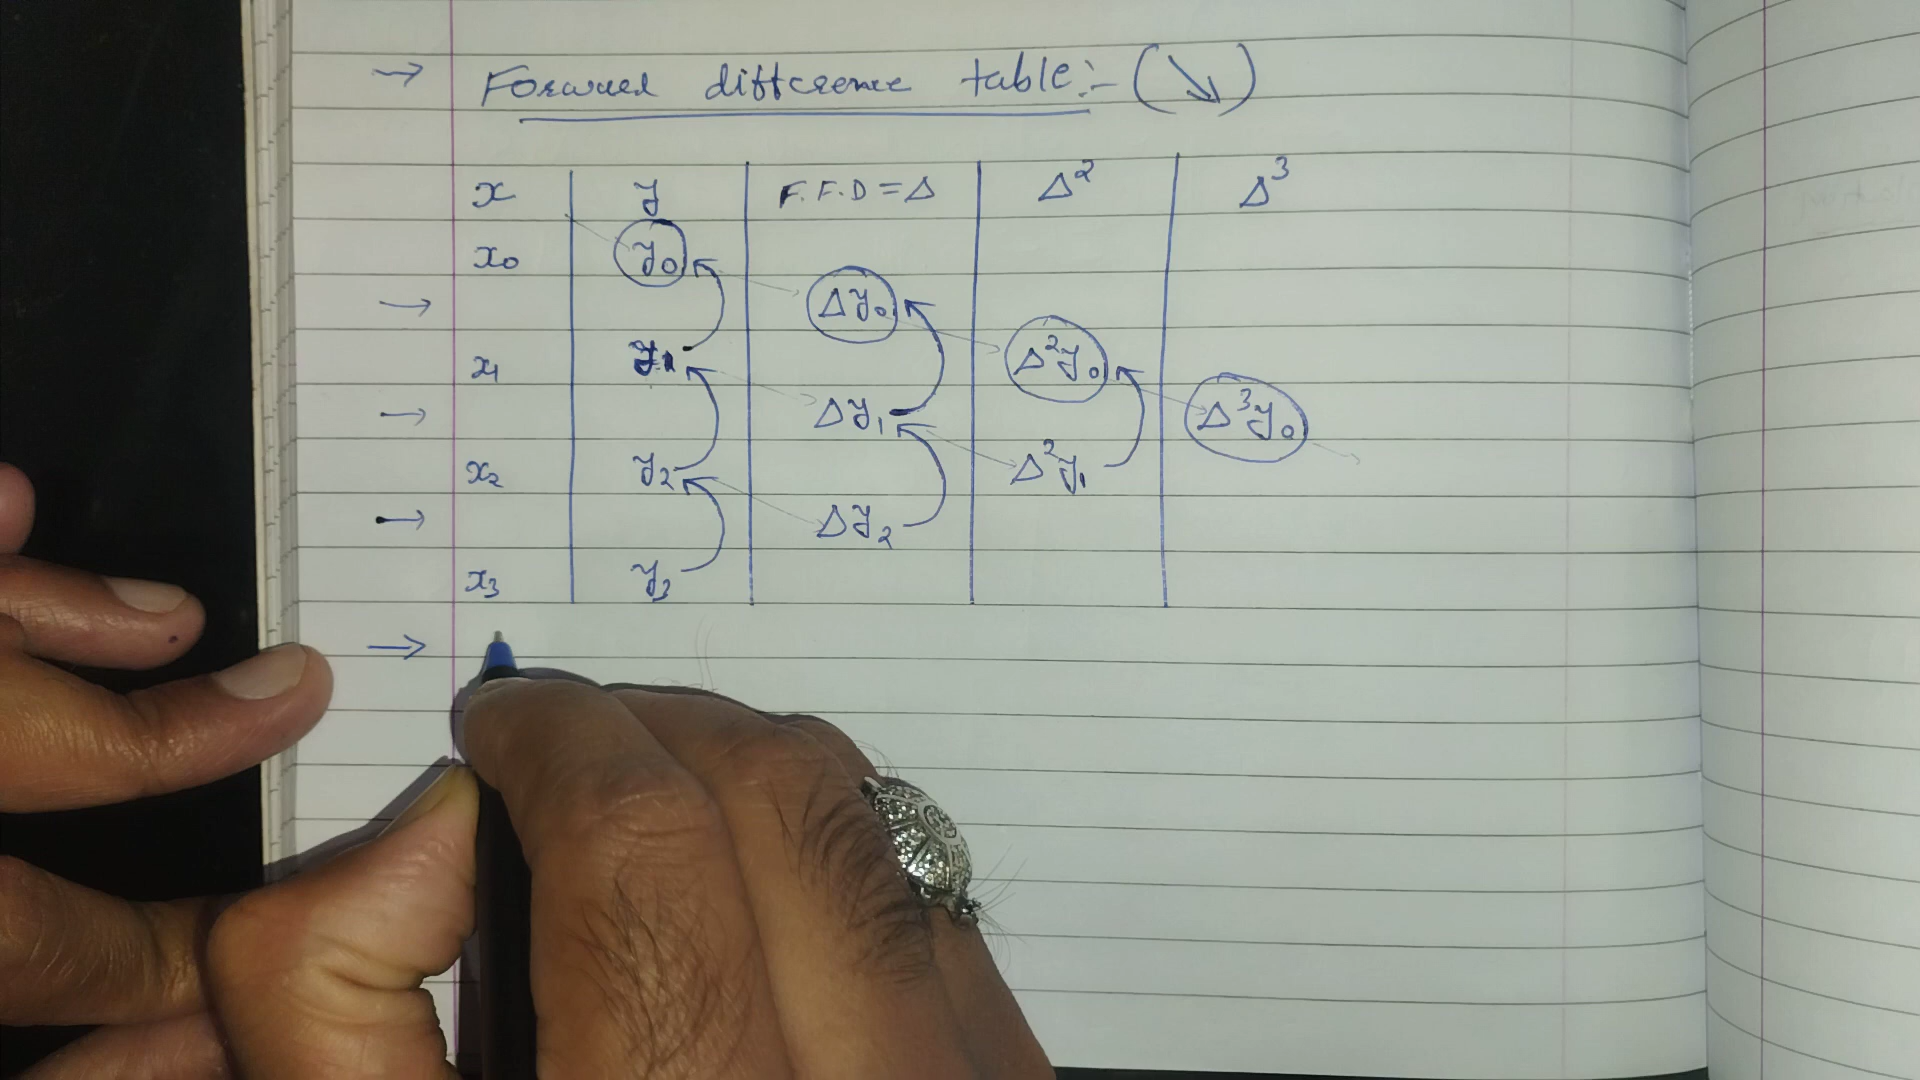 → Forward difference table:- (↘)
x y F.F.D = Δ Δ² Δ³
x₀ y₀
→ Δy₀
x₁ y₁ Δ²y₀
→ Δy₁ Δ³y₀
x₂ y₂ Δ²y₁
→ Δy₂
x₃ y₃
→